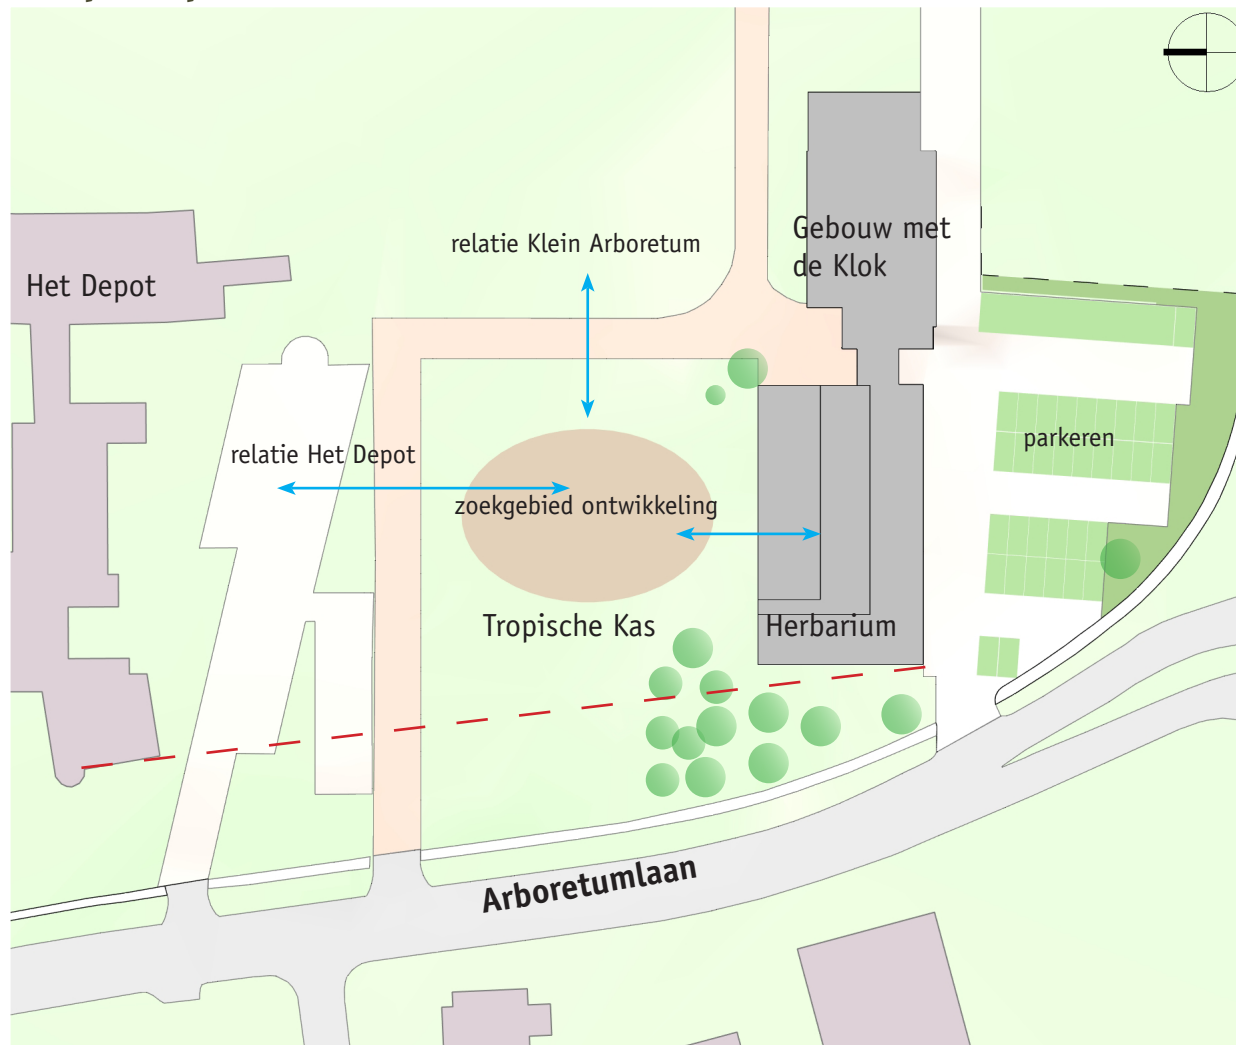 Gebouw met
de Klok
relatie Klein Arboretum
Het Depot
parkeren
relatie Het Depot
zoekgebied ontwikkeling
Tropische Kas
Herbarium
Arboretumlaan